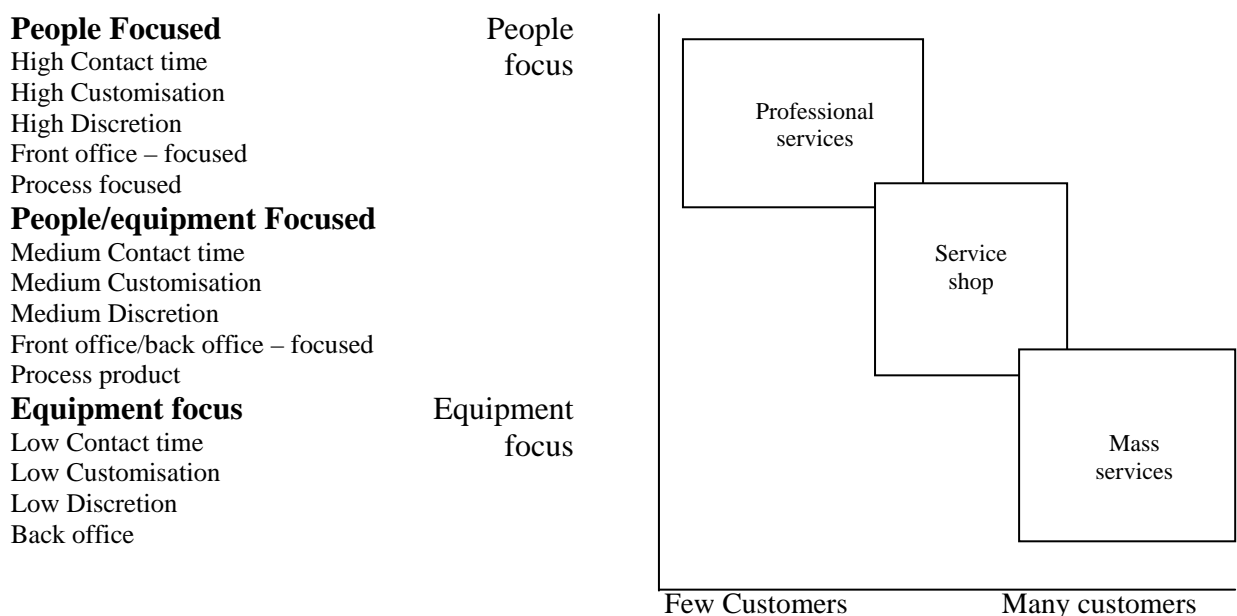 People Focused
High Contact time
High Customisation
High Discretion
Front office – focused
Process focused
People/equipment Focused
Medium Contact time
Medium Customisation
Medium Discretion
Front office/back office – focused
Process product
Equipment focus
Low Contact time
Low Customisation
Low Discretion
Back office
People
focus
Equipment
focus
Professional
services
Service
shop
Mass
services
Few Customers
Many customers